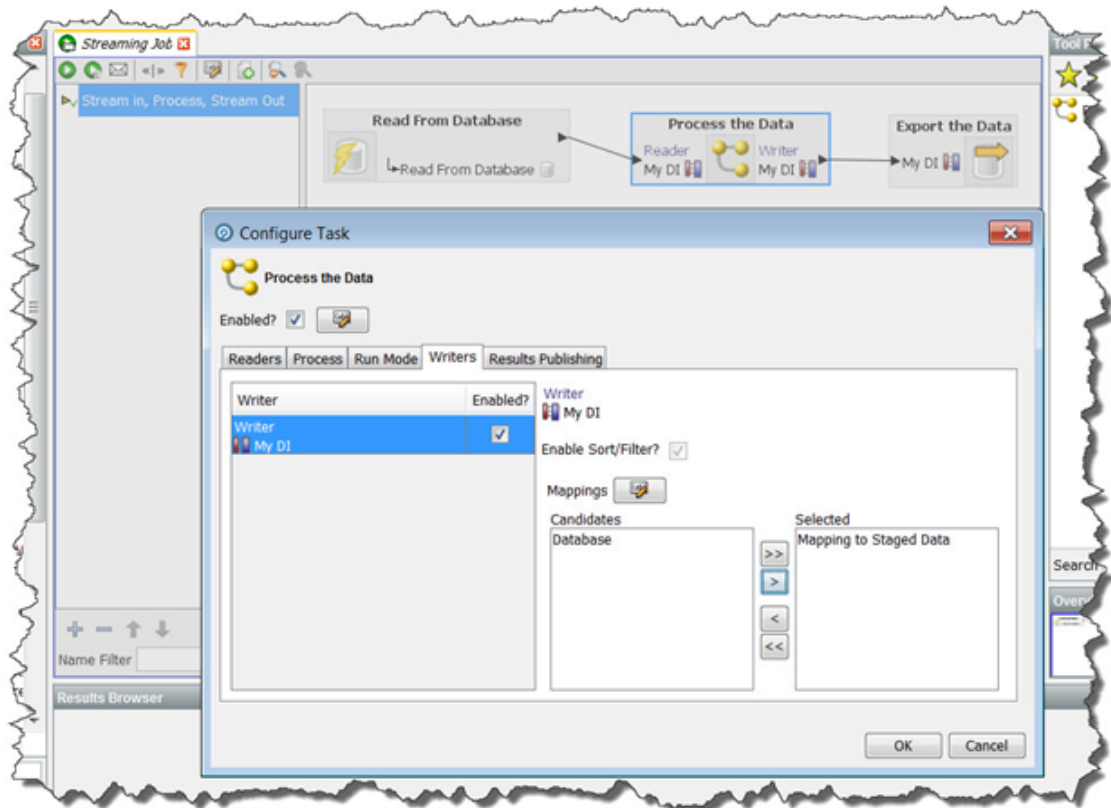 Streaming Job
Tool P
Stream in, Process, Stream Out
Read From Database
Read From Database
Process the Data
Reader
My DI
Writer
My DI
Export the Data
My DI
Configure Task
Process the Data
Enabled?
Readers
Process
Run Mode
Writers
Results Publishing
Writer
Enabled?
Writer
My DI
Writer
My DI
Enable Sort/Filter?
Mappings
Candidates
Selected
Database
>>
Mapping to Staged Data
>
<
<<
Search
Overv
Name Filter
Results Browser
OK
Cancel